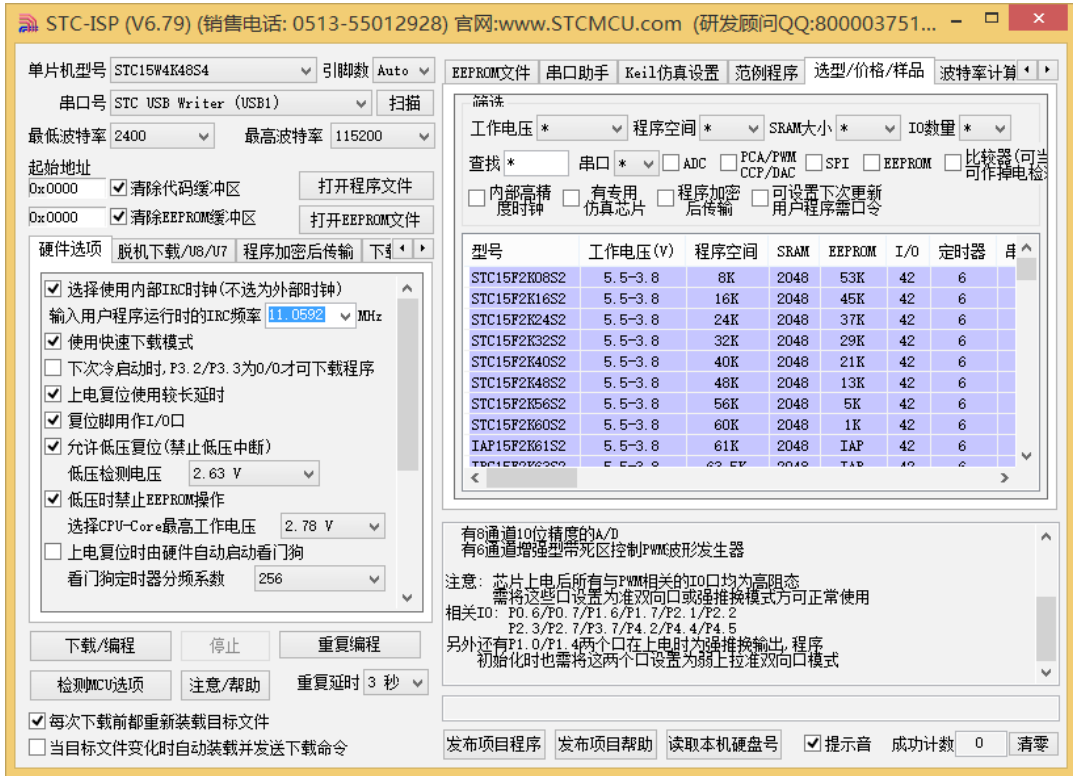 STC-ISP (V6.79) (销售电话: 0513-55012928) 官网:www.STCMCU.com (研发顾问QQ:800003751...
单片机型号 STC15W4K48S4 引脚数 Auto
串口号 STC USB Writer (USB1) 扫描
最低波特率 2400 最高波特率 115200
起始地址
0x0000 清除代码缓冲区 打开程序文件
0x0000 清除EEPROM缓冲区 打开EEPROM文件
硬件选项 脱机下载/U8/U7 程序加密后传输
选择使用内部IRC时钟(不选为外部时钟)
输入用户程序运行时的IRC频率 11.0592 MHz
使用快速下载模式
下次冷启动时,P3.2/P3.3为0/0才可下载程序
上电复位使用较长延时
复位脚用作I/O口
允许低压复位(禁止低压中断)
低压检测电压 2.63 V
低压时禁止EEPROM操作
选择CPU-Core最高工作电压 2.78 V
上电复位时由硬件自动启动看门狗
看门狗定时器分频系数 256
下载/编程 停止 重复编程
检测MCU选项 注意/帮助 重复延时 3 秒
每次下载前都重新装载目标文件
当目标文件变化时自动装载并发送下载命令
EEPROM文件 串口助手 Keil仿真设置 范例程序 选型/价格/样品 波特率计算
筛选
工作电压 * 程序空间 * SRAM大小 * IO数量 *
查找 * 串口 * ADC PCA/PWM CCP/DAC SPI EEPROM 比较器(可当 可作掉电检
内部高精度时钟 有专用仿真芯片 程序加密后传输 可设置下次更新用户程序需口令
型号 工作电压(V) 程序空间 SRAM EEPROM I/O 定时器
STC15F2K08S2 5.5-3.8 8K 2048 53K 42 6
STC15F2K16S2 5.5-3.8 16K 2048 45K 42 6
STC15F2K24S2 5.5-3.8 24K 2048 37K 42 6
STC15F2K32S2 5.5-3.8 32K 2048 29K 42 6
STC15F2K40S2 5.5-3.8 40K 2048 21K 42 6
STC15F2K48S2 5.5-3.8 48K 2048 13K 42 6
STC15F2K56S2 5.5-3.8 56K 2048 5K 42 6
STC15F2K60S2 5.5-3.8 60K 2048 1K 42 6
IAP15F2K61S2 5.5-3.8 61K 2048 IAP 42 6
有8通道10位精度的A/D
有6通道增强型带死区控制PWM波形发生器
注意: 芯片上电后所有与PWM相关的IO口均为高阻态
需将这些口设置为准双向口或强推挽模式方可正常使用
相关IO: P0.6/P0.7/P1.6/P1.7/P2.1/P2.2
P2.3/P2.7/P3.7/P4.2/P4.4/P4.5
另外还有P1.0/P1.4两个口在上电时为强推挽输出,程序
初始化时也需将这两个口设置为弱上拉准双向口模式
发布项目程序 发布项目帮助 读取本机硬盘号 提示音 成功计数 0 清零